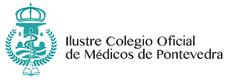 Ilustre Colegio Oficial
de Médicos de Pontevedra